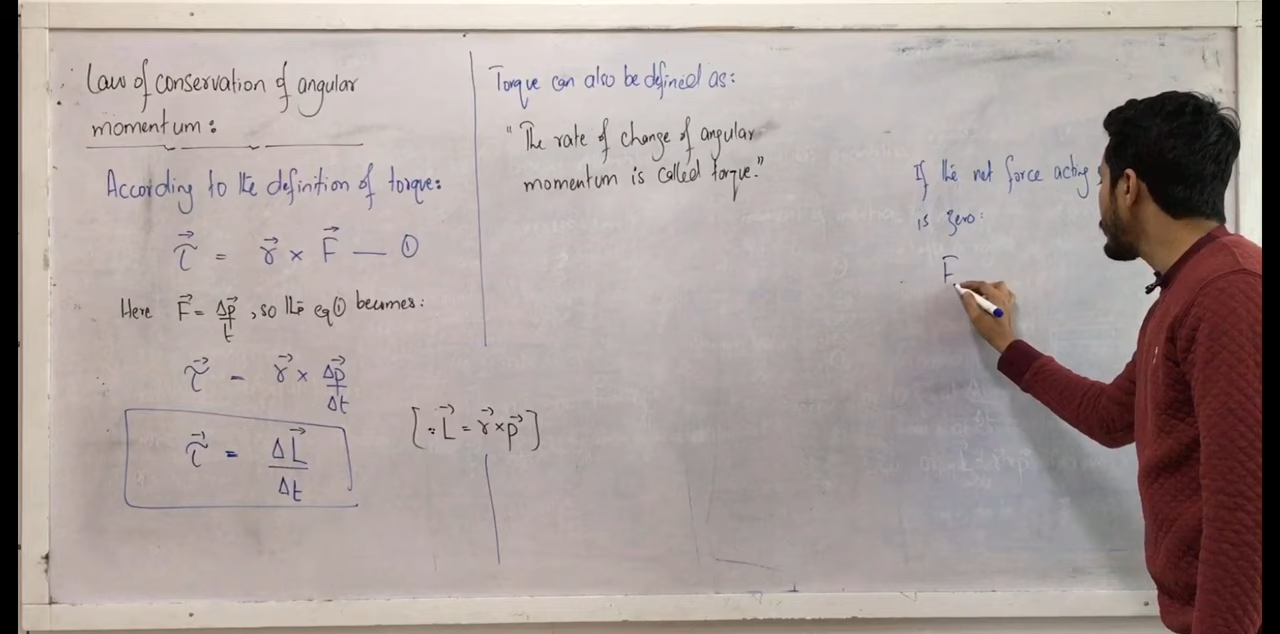 Law of conservation of angular
momentum:
According to the definition of torque:
τ⃗ = r⃗ × F⃗ — ①
Here F⃗ = Δp⃗/t, so the eq① becomes:
τ⃗ = r⃗ × Δp⃗/Δt
τ⃗ = ΔL⃗/Δt
[∵ L⃗ = r⃗ × p⃗]
Torque can also be defined as:
"The rate of change of angular
momentum is called torque."
If the net force acting
is zero:
F